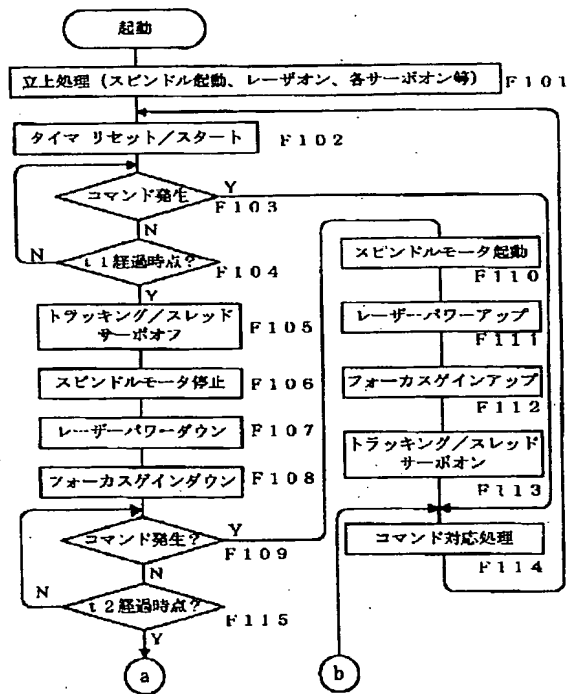 起動
立上処理(スピンドル起動、レーザオン、各サーボオン等)
F101
タイマ リセット/スタート
F102
コマンド発生
Y
F103
N
t1経過時点?
N
F104
Y
トラッキング/スレッド
サーボオフ
F105
スピンドルモータ停止
F106
レーザーパワーダウン
F107
フォーカスゲインダウン
F108
コマンド発生?
Y
F109
N
t2経過時点?
N
F115
Y
a
スピンドルモータ起動
F110
レーザーパワーアップ
F111
フォーカスゲインアップ
F112
トラッキング/スレッド
サーボオン
F113
コマンド対応処理
F114
b